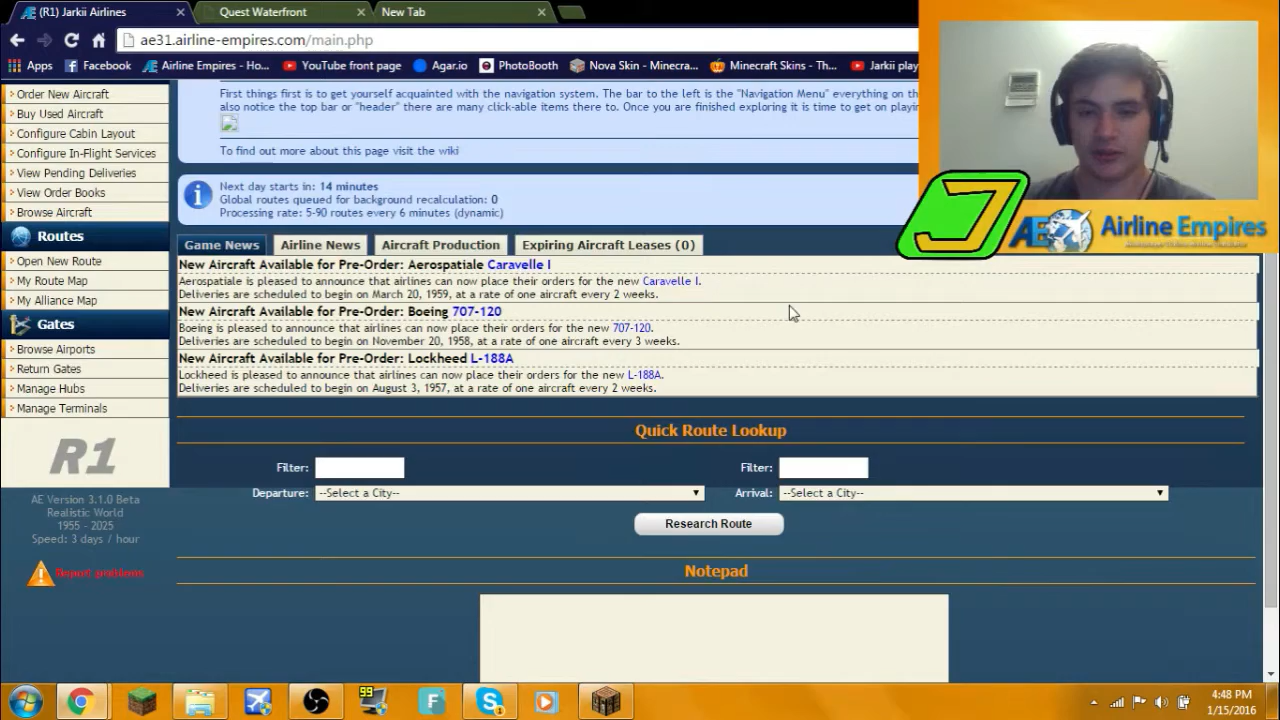 (R1) Jarkii Airlines
Quest Waterfront
New Tab
ae31.airline-empires.com/main.php
Apps
Facebook
Airline Empires - Ho...
YouTube front page
Agar.io
PhotoBooth
Nova Skin - Minecra...
Minecraft Skins - Th...
Jarkii play
Order New Aircraft
Buy Used Aircraft
Configure Cabin Layout
Configure In-Flight Services
View Pending Deliveries
View Order Books
Browse Aircraft
Routes
Open New Route
My Route Map
My Alliance Map
Gates
Browse Airports
Return Gates
Manage Hubs
Manage Terminals
R1
AE Version 3.1.0 Beta
Realistic World
1955 - 2025
Speed: 3 days / hour
Report problems
First things first is to get yourself acquainted with the navigation system. The bar to the left is the "Navigation Menu" everything on the
also notice the top bar or "header" there are many click-able items there to. Once you are finished exploring it is time to get on playin
To find out more about this page visit the wiki
Next day starts in: 14 minutes
Global routes queued for background recalculation: 0
Processing rate: 5-90 routes every 6 minutes (dynamic)
Game News
Airline News
Aircraft Production
Expiring Aircraft Leases (0)
New Aircraft Available for Pre-Order: Aerospatiale Caravelle I
Aerospatiale is pleased to announce that airlines can now place their orders for the new Caravelle I.
Deliveries are scheduled to begin on March 20, 1959, at a rate of one aircraft every 2 weeks.
New Aircraft Available for Pre-Order: Boeing 707-120
Boeing is pleased to announce that airlines can now place their orders for the new 707-120.
Deliveries are scheduled to begin on November 20, 1958, at a rate of one aircraft every 3 weeks.
New Aircraft Available for Pre-Order: Lockheed L-188A
Lockheed is pleased to announce that airlines can now place their orders for the new L-188A.
Deliveries are scheduled to begin on August 3, 1957, at a rate of one aircraft every 2 weeks.
Quick Route Lookup
Filter:
Filter:
Departure: --Select a City--
Arrival: --Select a City--
Research Route
Notepad
J
AE Airline Empires
99
F
4:48 PM
1/15/2016